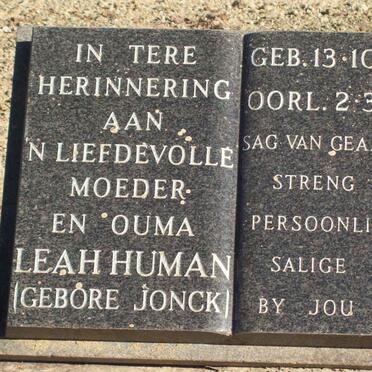 IN TERE
HERINNERING
AAN
'N LIEFDEVOLLE
MOEDER
EN OUMA
LEAH HUMAN
(GEBORE JONCK)
GEB. 13·10
OORL. 2·3
SAG VAN GEA
STRENG
PERSOONLI
SALIGE
BY JOU